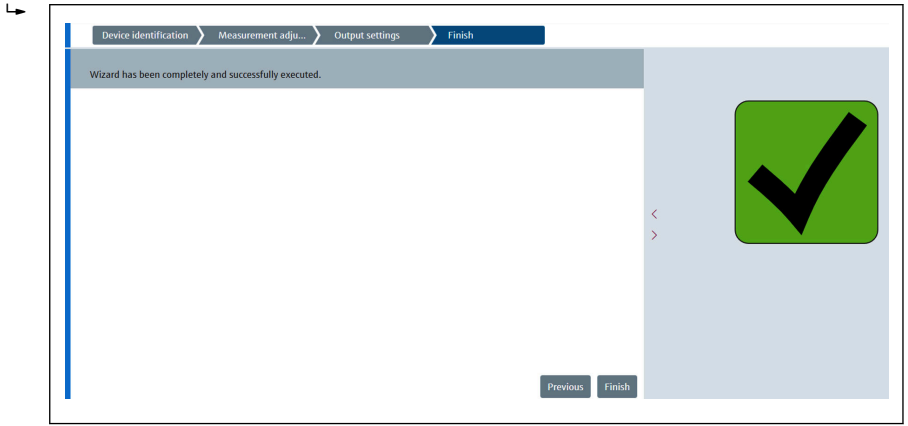 Device identification
Measurement adju...
Output settings
Finish
Wizard has been completely and successfully executed.
Previous
Finish